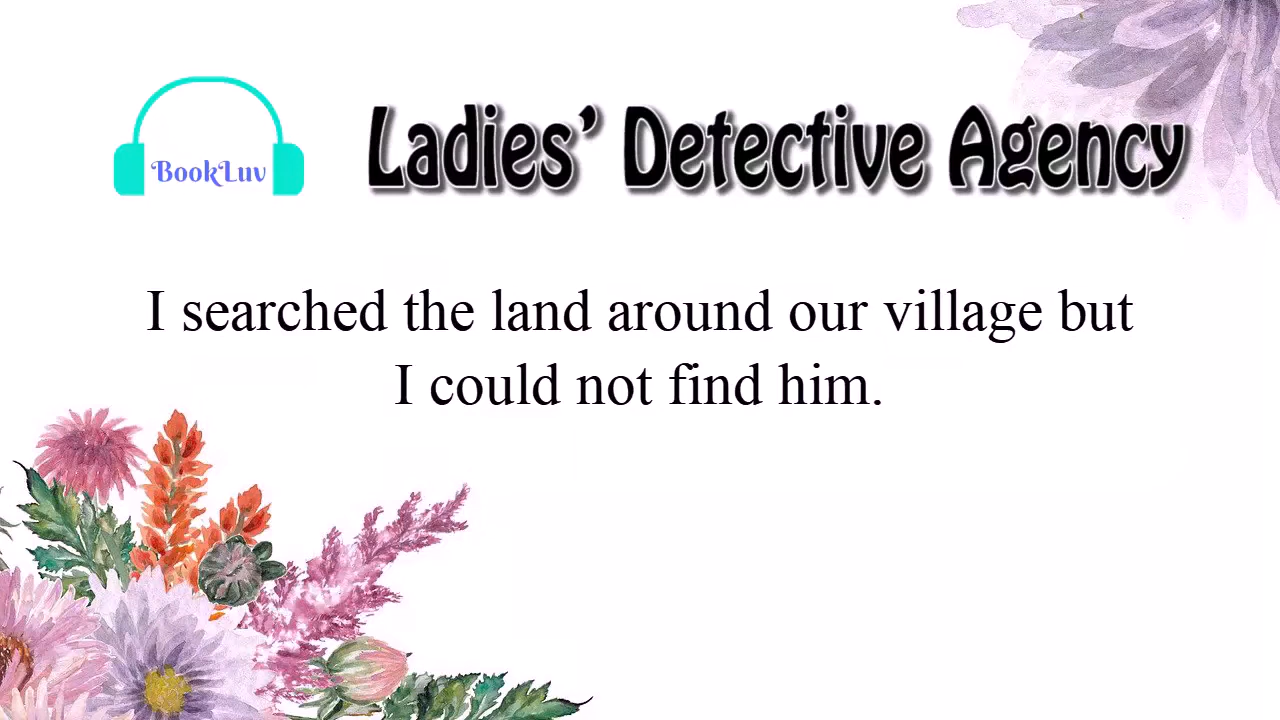 BookLuv
Ladies’ Detective Agency
I searched the land around our village but
I could not find him.